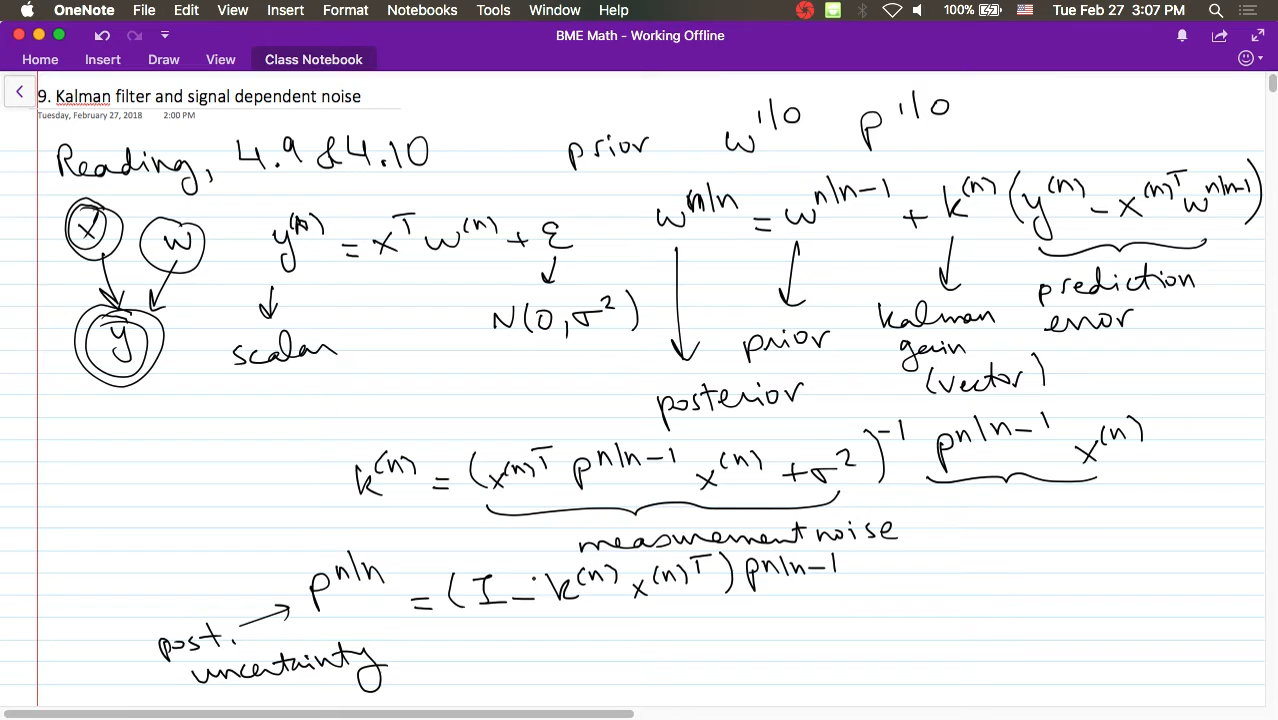 OneNote File Edit View Insert Format Notebooks Tools Window Help 100% Tue Feb 27 3:07 PM
BME Math - Working Offline
Home Insert Draw View Class Notebook
9. Kalman filter and signal dependent noise
Tuesday, February 27, 2018 2:00 PM
Reading, 4.9 & 4.10
prior w^{1|0} P^{1|0}
x w y
y^{(n)} = x^T w^{(n)} + ε
scalar
N(0, σ^2)
w^{n|n} = w^{n|n-1} + k^{(n)} (y^{(n)} - x^{(n)T} w^{n|n-1})
posterior
prior
kalman gain (vector)
prediction error
k^{(n)} = (x^{(n)T} P^{n|n-1} x^{(n)} + σ^2)^{-1} P^{n|n-1} x^{(n)}
measurement noise
P^{n|n} = (I - k^{(n)} x^{(n)T}) P^{n|n-1}
post. uncertainty